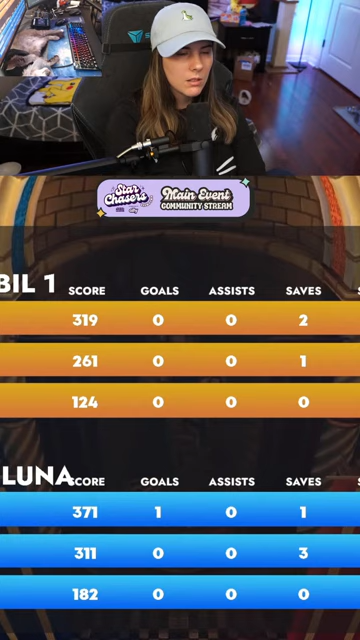 Star Chasers
Main Event
COMMUNITY STREAM
BIL 1 SCORE GOALS ASSISTS SAVES
319 0 0 2
261 0 0 1
124 0 0 0
LUNA SCORE GOALS ASSISTS SAVES
371 1 0 1
311 0 0 3
182 0 0 0